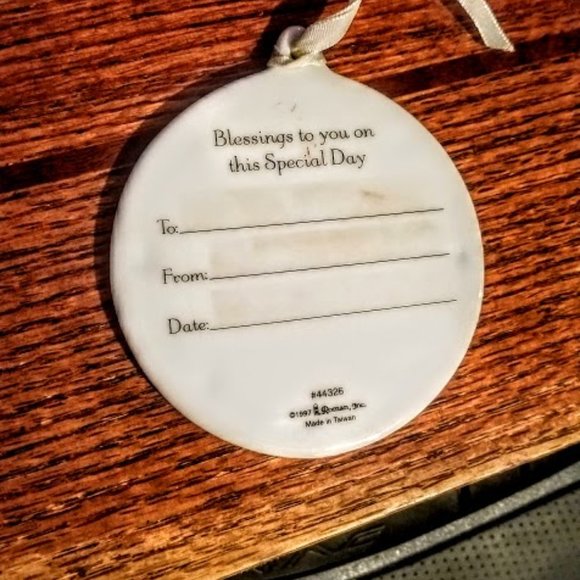 Blessings to you on
this Special Day
To:
From:
Date:
#44326
©1997 Roman, Inc.
Made in Taiwan